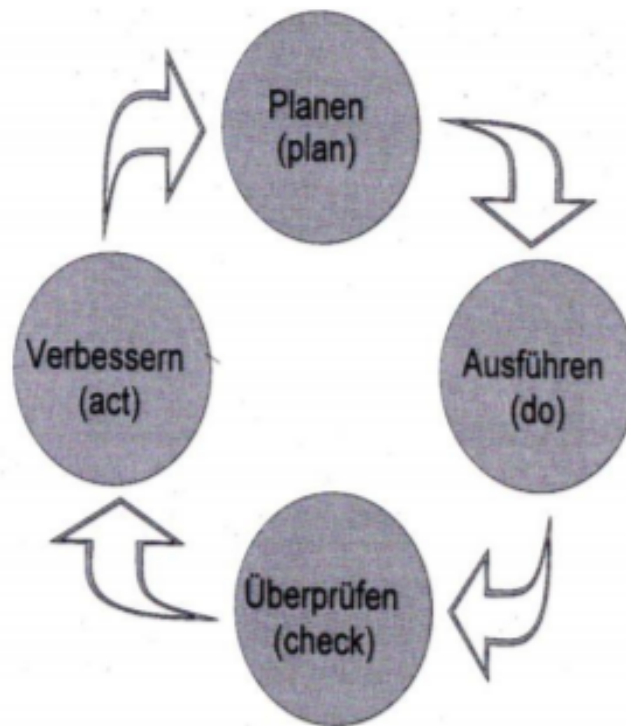 Planen
(plan)
Ausführen
(do)
Überprüfen
(check)
Verbessern
(act)